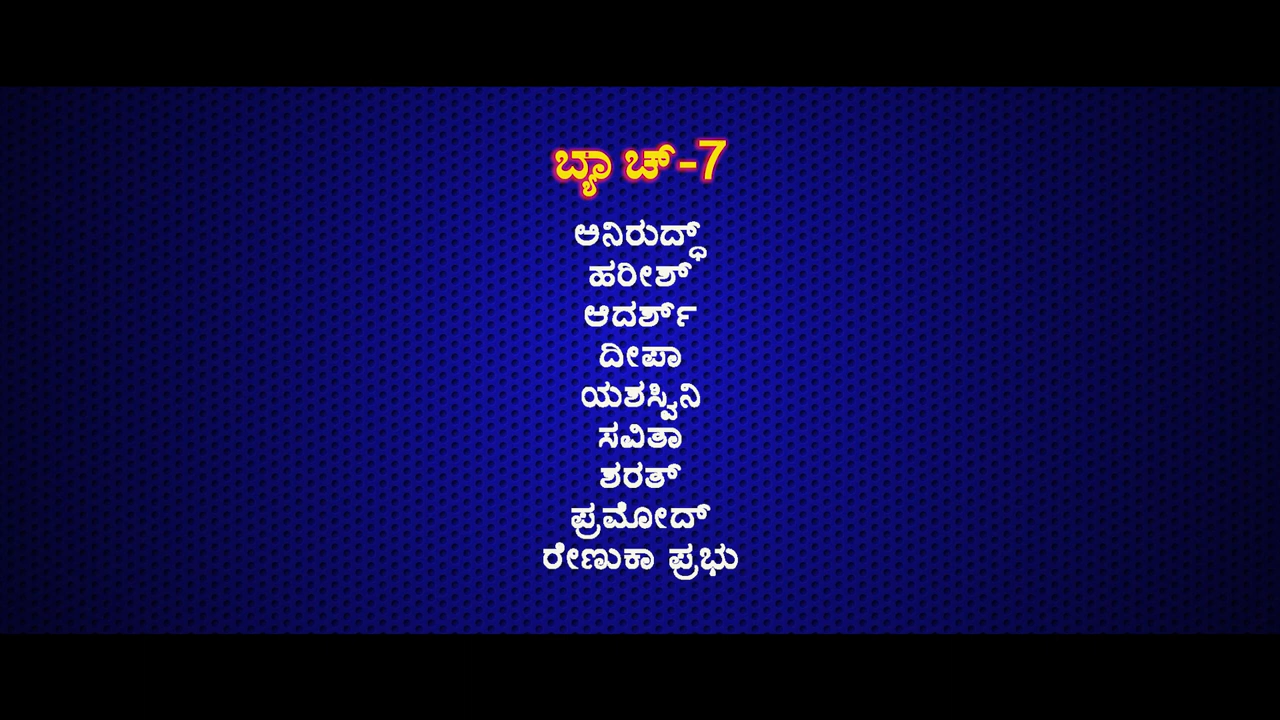 ಬ್ಯಾಚ್-7
ಅನಿರುದ್ಧ್
ಹರೀಶ್
ಆದರ್ಶ್
ದೀಪಾ
ಯಶಸ್ವಿನಿ
ಸವಿತಾ
ಶರತ್
ಪ್ರಮೋದ್
ರೇಣುಕಾ ಪ್ರಭು